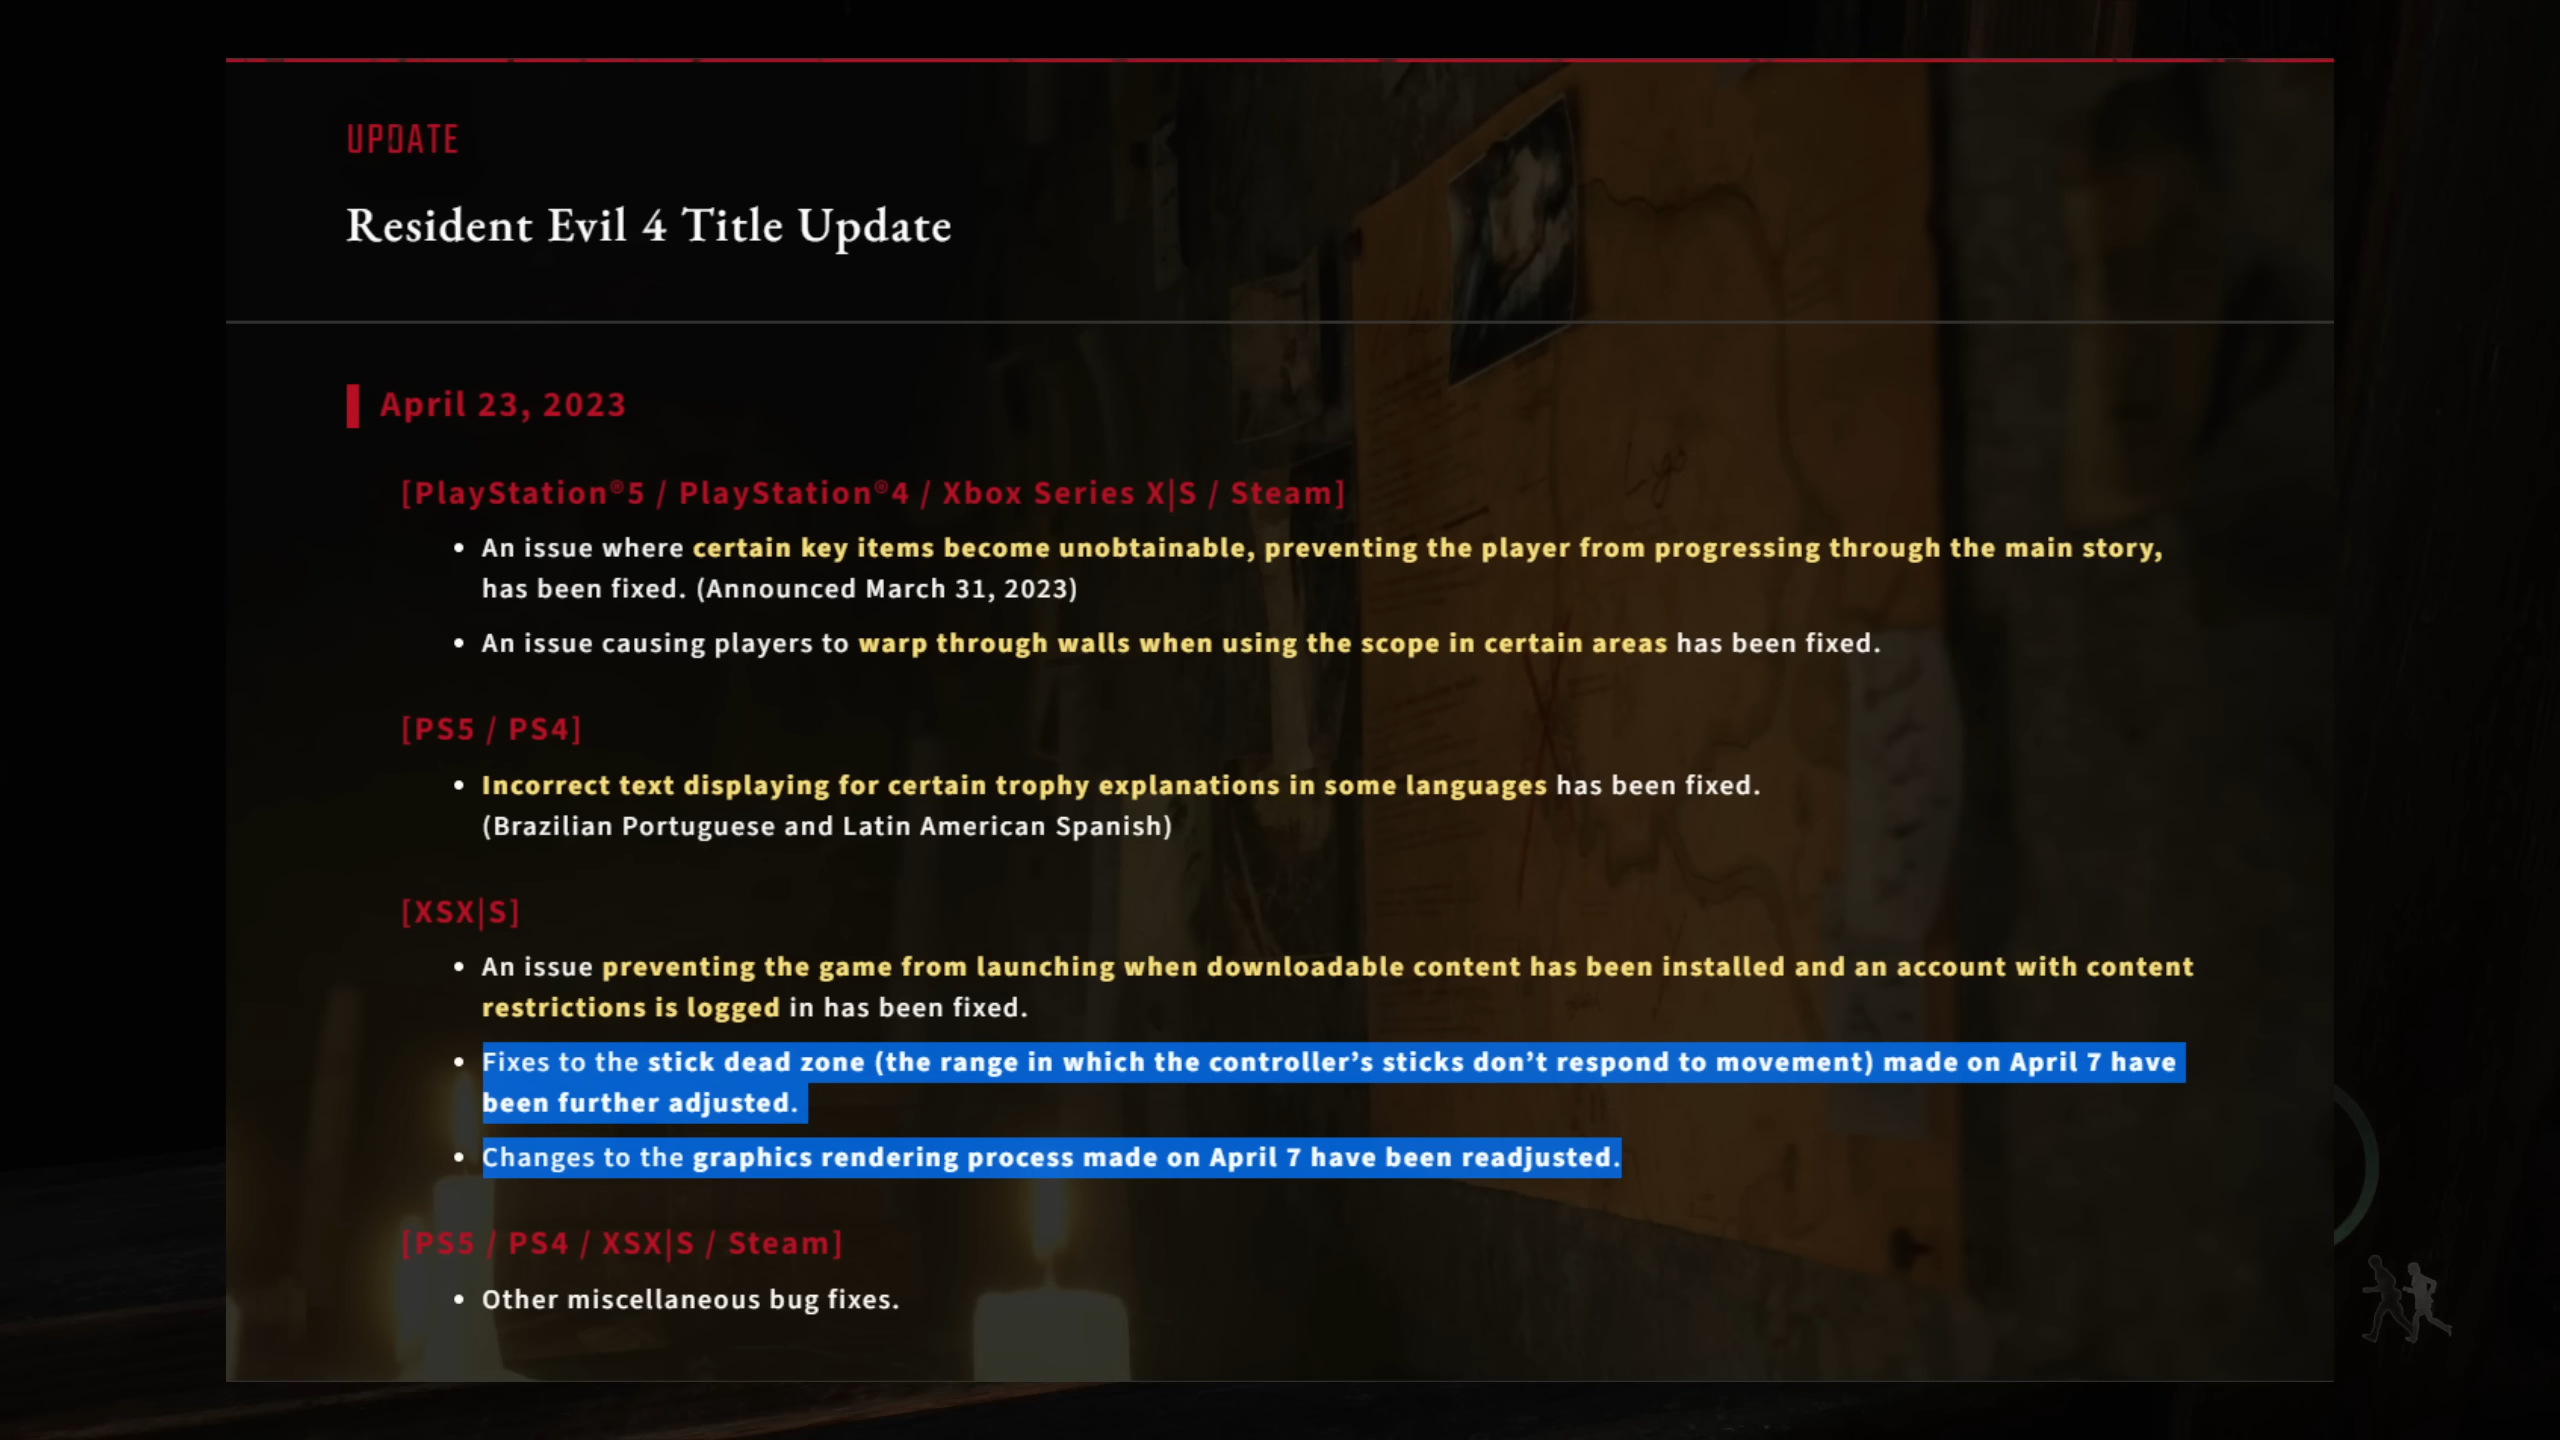 UPDATE
Resident Evil 4 Title Update
April 23, 2023
[PlayStation®5 / PlayStation®4 / Xbox Series X|S / Steam]
• An issue where certain key items become unobtainable, preventing the player from progressing through the main story,
has been fixed. (Announced March 31, 2023)
• An issue causing players to warp through walls when using the scope in certain areas has been fixed.
[PS5 / PS4]
• Incorrect text displaying for certain trophy explanations in some languages has been fixed.
(Brazilian Portuguese and Latin American Spanish)
[XSX|S]
• An issue preventing the game from launching when downloadable content has been installed and an account with content
restrictions is logged in has been fixed.
• Fixes to the stick dead zone (the range in which the controller’s sticks don’t respond to movement) made on April 7 have
been further adjusted.
• Changes to the graphics rendering process made on April 7 have been readjusted.
[PS5 / PS4 / XSX|S / Steam]
• Other miscellaneous bug fixes.